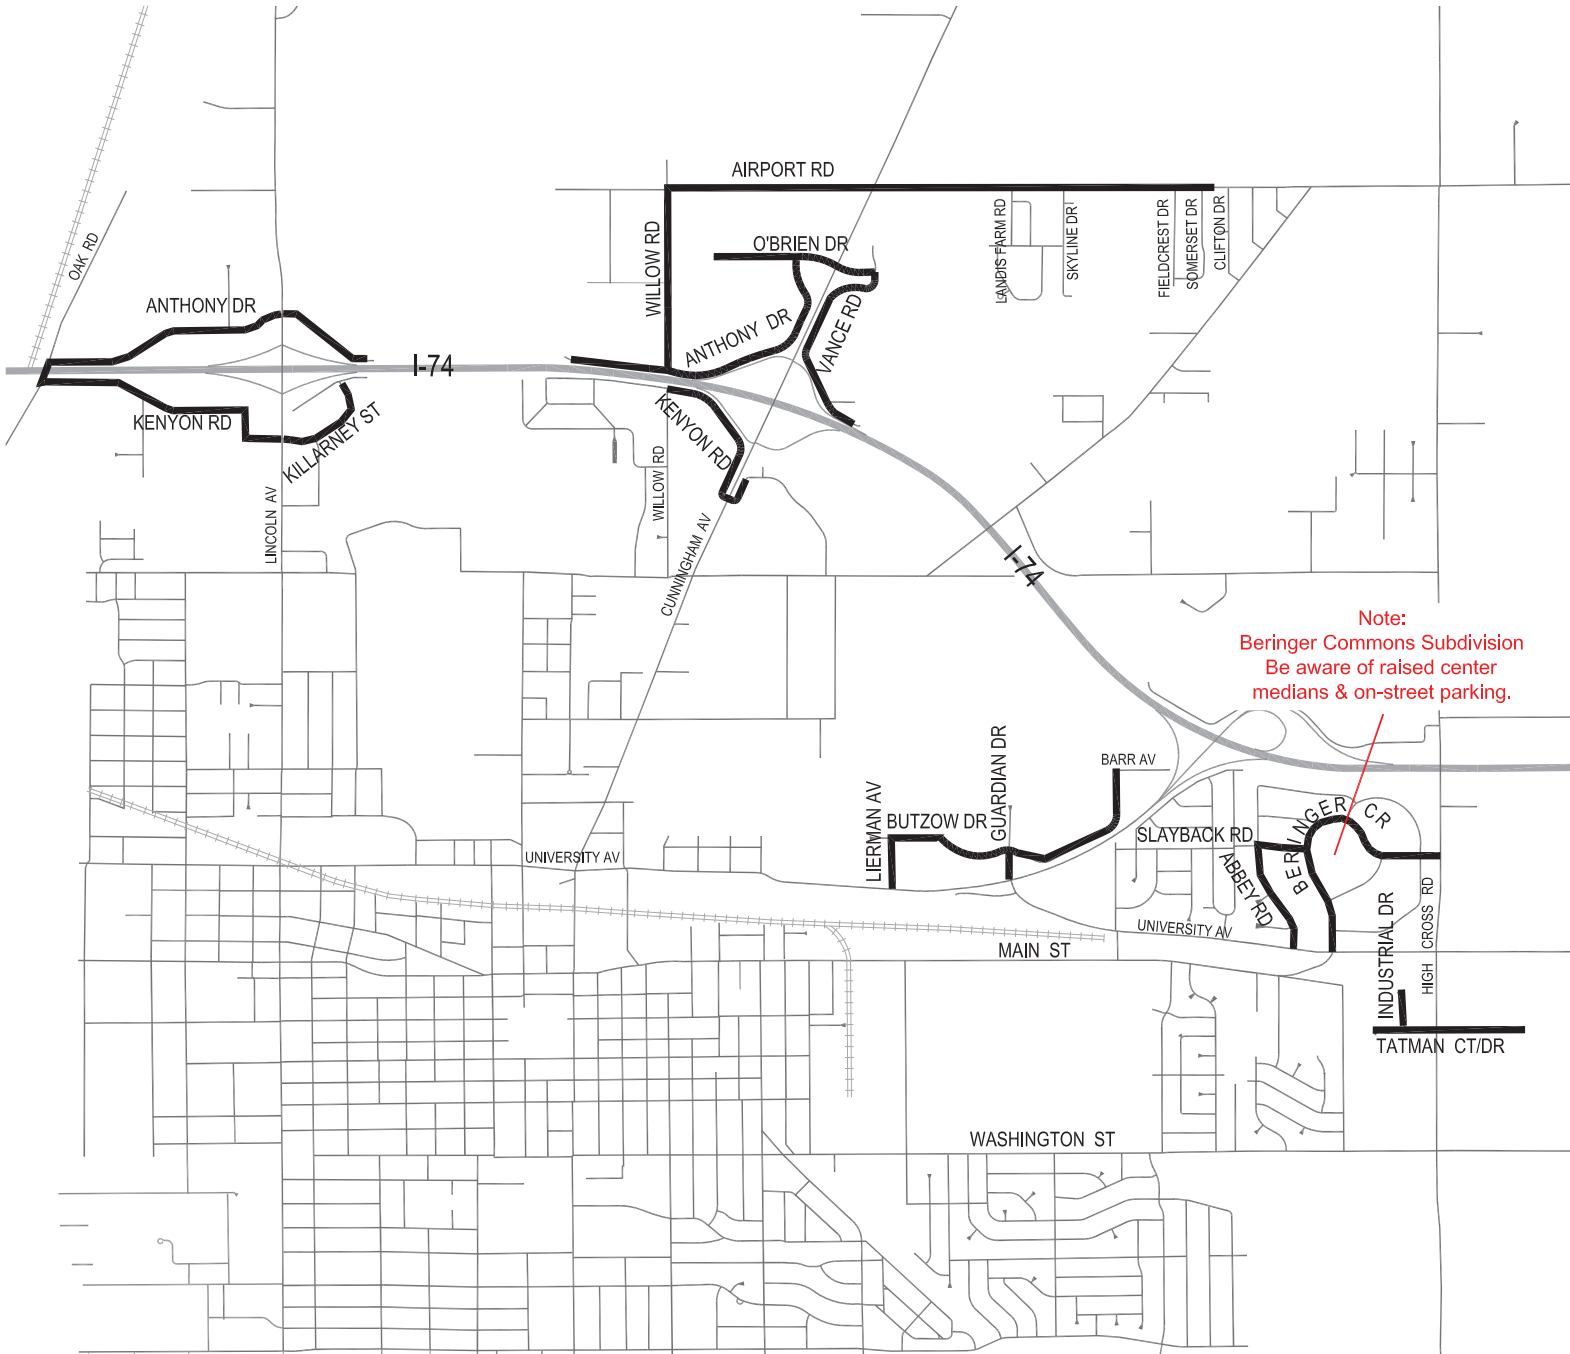 AIRPORT RD
OAK RD
WILLOW RD
O'BRIEN DR
LANDIS FARM RD
SKYLINE DR
FIELDCREST DR
SOMERSET DR
CLIFTON DR
ANTHONY DR
ANTHONY DR
VANCE RD
I-74
KENYON RD
KILLARNEY ST
KENYON RD
LINCOLN AV
WILLOW RD
CUNNINGHAM AV
I-74
Note:
Beringer Commons Subdivision
Be aware of raised center
medians & on-street parking.
BARR AV
GUARDIAN DR
LIERMAN AV
BUTZOW DR
SLAYBACK RD
BERINGER CR
ABBEY RD
UNIVERSITY AV
UNIVERSITY AV
MAIN ST
INDUSTRIAL DR
HIGH CROSS RD
TATMAN CT/DR
WASHINGTON ST